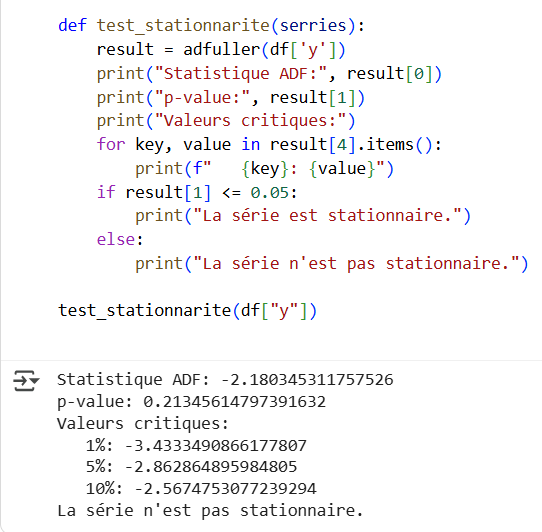 def test_stationnarite(serries):
    result = adfuller(df['y'])
    print("Statistique ADF:", result[0])
    print("p-value:", result[1])
    print("Valeurs critiques:")
    for key, value in result[4].items():
        print(f"   {key}: {value}")
    if result[1] <= 0.05:
        print("La série est stationnaire.")
    else:
        print("La série n'est pas stationnaire.")

test_stationnarite(df["y"])

Statistique ADF: -2.180345311757526
p-value: 0.21345614797391632
Valeurs critiques:
   1%: -3.4333490866177807
   5%: -2.862864895984805
   10%: -2.5674753077239294
La série n'est pas stationnaire.